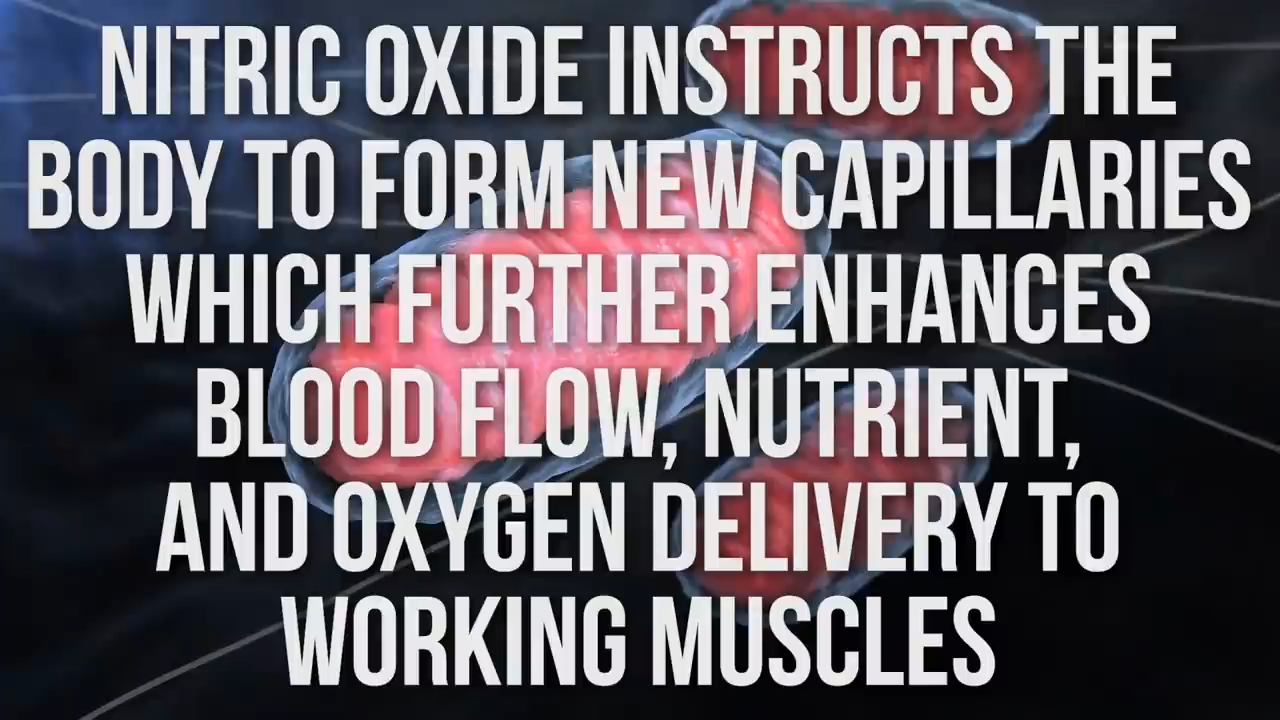 NITRIC OXIDE INSTRUCTS THE
BODY TO FORM NEW CAPILLARIES
WHICH FURTHER ENHANCES
BLOOD FLOW, NUTRIENT,
AND OXYGEN DELIVERY TO
WORKING MUSCLES